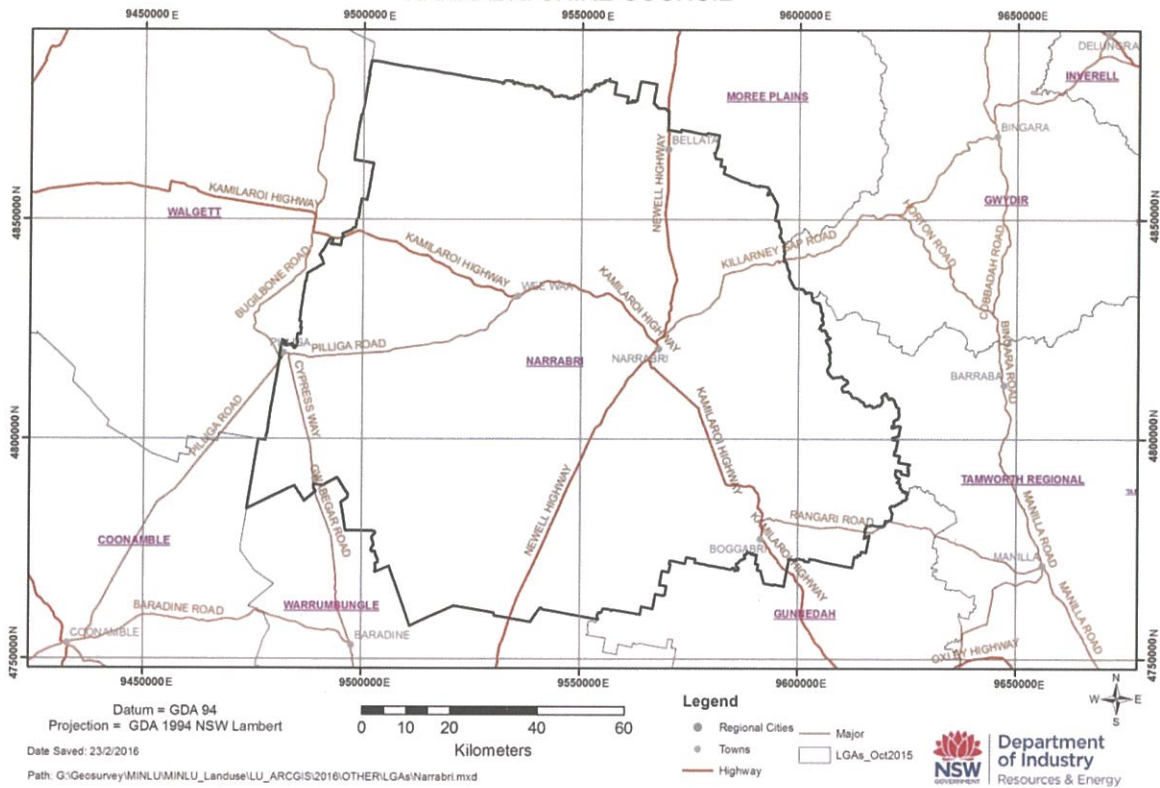 9450000 E 9500000 E 9550000 E 9600000 E 9650000 E
DELUNGRA
INVERELL
MOREE PLAINS
BINGARA
BELLATA
NEWELL HIGHWAY
KAMILAROI HIGHWAY
WALGETT
GWYDIR
4850000 N
4850000 N
HORTON ROAD
KILLARNEY GAP ROAD
KAMILAROI HIGHWAY
BUGILBONE ROAD
COBBADAH ROAD
WEE WAA
KAMILAROI HIGHWAY
PILLIGA
PILLIGA ROAD
NARRABRI
NARRABRI
BINGARA ROAD
BARRABA
CYPRESS WAY
KAMILAROI HIGHWAY
PILLIGA ROAD
4800000 N
4800000 N
GWABEGAR ROAD
NEWELL HIGHWAY
TAMWORTH REGIONAL
MANILLA ROAD
RANGARI ROAD
COONAMBLE
BOGGABRI
KAMILAROI HIGHWAY
MANILLA
MANILLA ROAD
BARADINE ROAD
WARRUMBUNGLE
GUNNEDAH
COONAMBLE
BARADINE
OXLEY HIGHWAY
4750000 N
4750000 N
9450000 E 9500000 E 9550000 E 9600000 E 9650000 E
N
W E
S
Datum = GDA 94
Projection = GDA 1994 NSW Lambert
0 5 10 20 40 60
Kilometers
Date Saved: 23/2/2016
Path: G:\Geosurvey\MINLU\MINLU_Landuse\LU_ARCGIS\2016\OTHER\LGAs\Narrabri.mxd
Legend
Regional Cities
Towns
Highway
Major
LGAs_Oct2015
NSW
GOVERNMENT
Department
of Industry
Resources & Energy